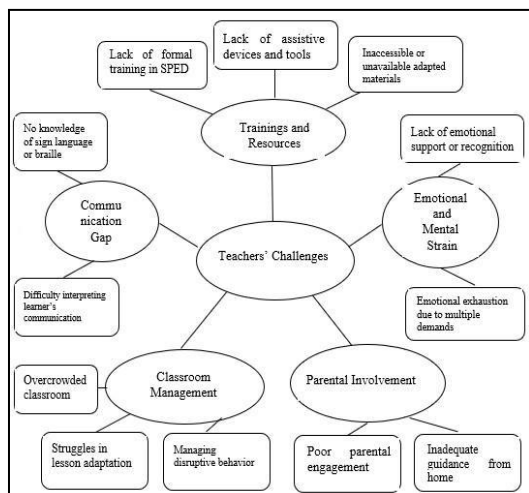 Lack of assistive
devices and tools
Lack of formal
training in SPED
Inaccessible or
unavailable adapted
materials
Trainings and
Resources
No knowledge
of sign language
or braille
Lack of emotional
support or recognition
Commu
nication
Gap
Emotional
and
Mental
Strain
Teachers' Challenges
Difficulty interpreting
learner's
communication
Emotional exhaustion
due to multiple
demands
Classroom
Management
Parental Involvement
Overcrowded
classroom
Struggles in
lesson adaptation
Managing
disruptive behavior
Poor parental
engagement
Inadequate
guidance from
home